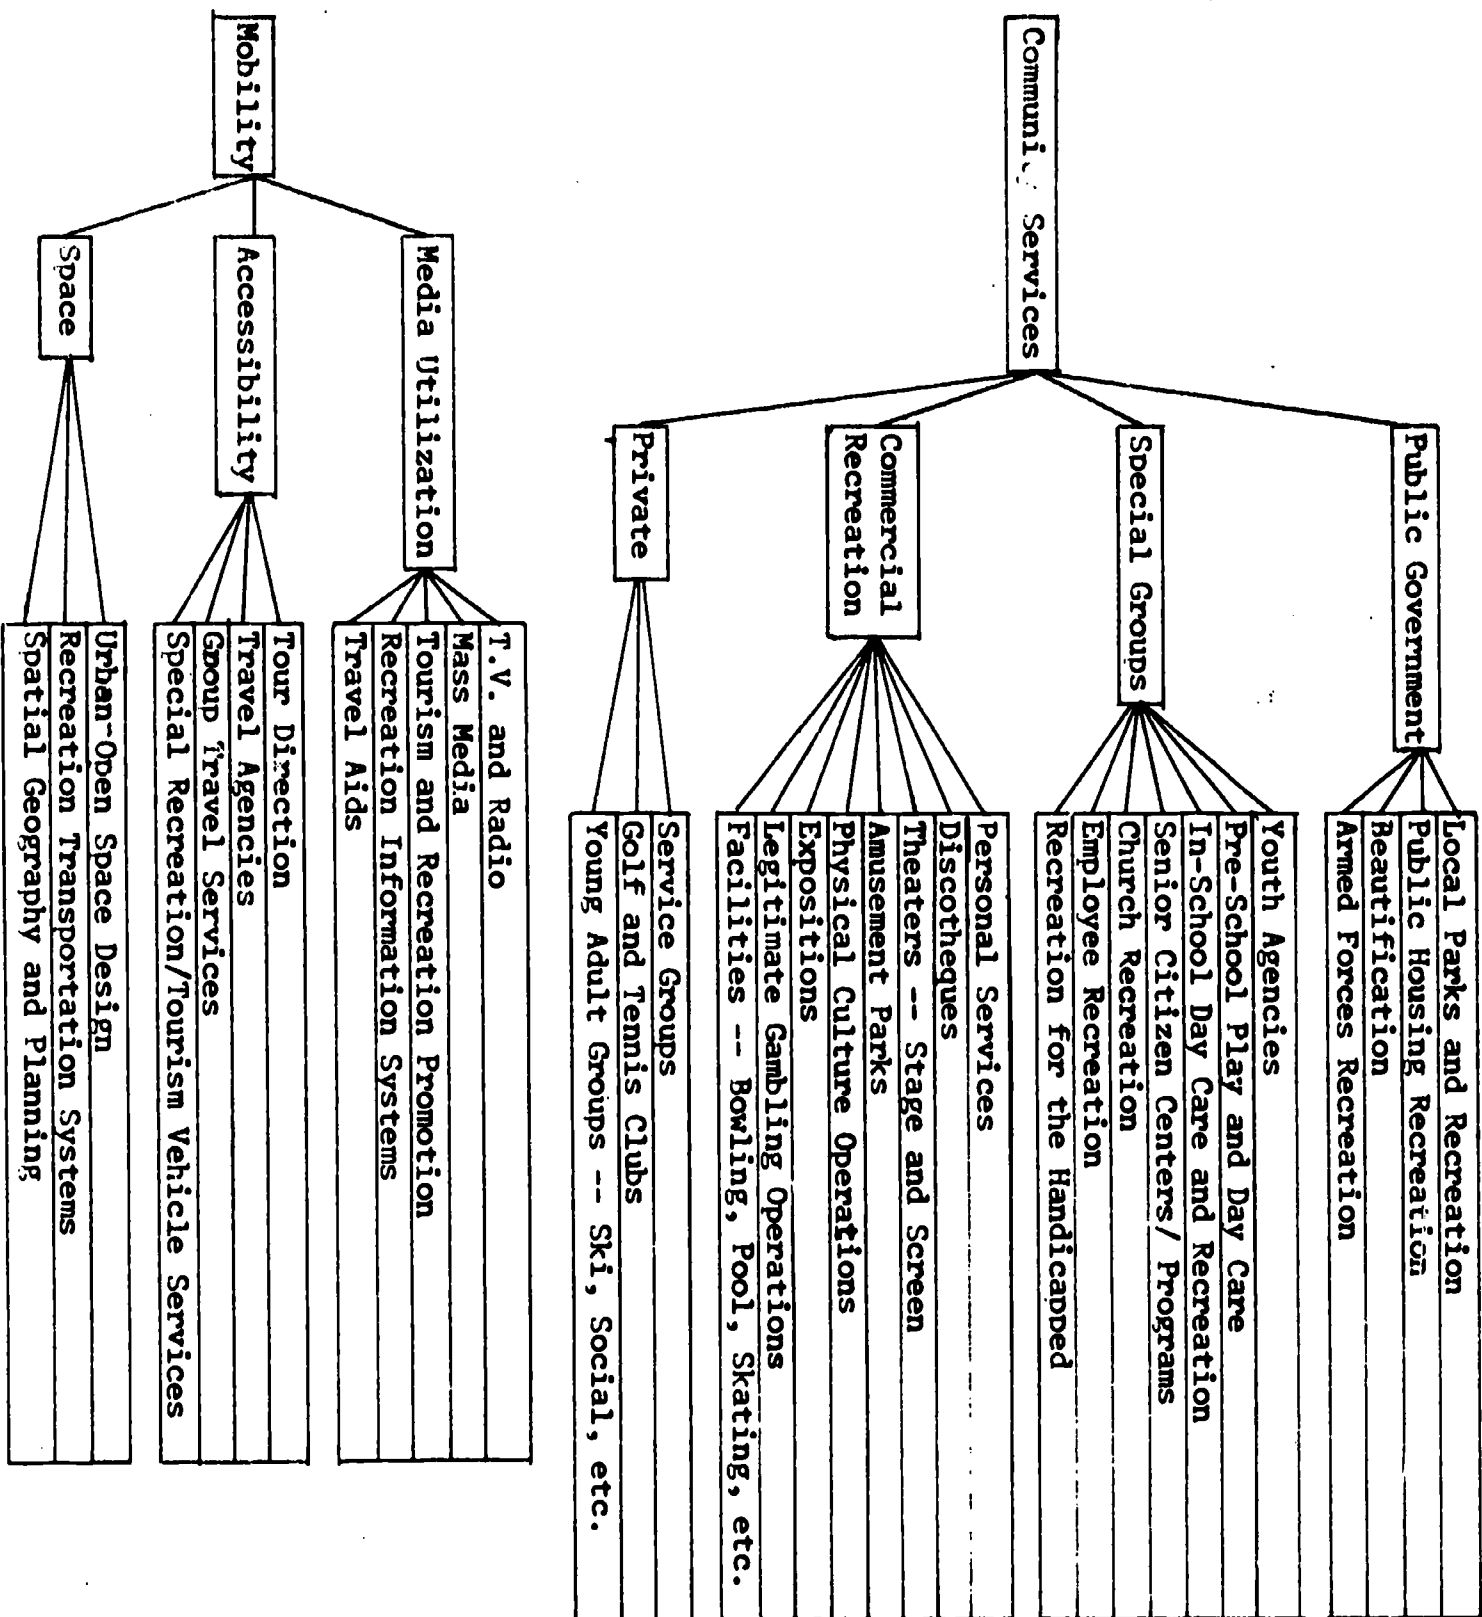 Communi Services
Public Government
Local Parks and Recreation
Public Housing Recreation
Beautification
Armed Forces Recreation
Special Groups
Youth Agencies
Pre-School Play and Day Care
In-School Day Care and Recreation
Senior Citizen Centers/ Programs
Church Recreation
Employee Recreation
Recreation for the Handicapped
Commercial
Recreation
Personal Services
Discotheques
Theaters -- Stage and Screen
Amusement Parks
Physical Culture Operations
Expositions
Legitimate Gambling Operations
Facilities -- Bowling, Pool, Skating, etc.
Private
Service Groups
Golf and Tennis Clubs
Young Adult Groups -- Ski, Social, etc.
Mobility
Media Utilization
T.V. and Radio
Mass Media
Tourism and Recreation Promotion
Recreation Information Systems
Travel Aids
Accessibility
Tour Direction
Travel Agencies
Group Travel Services
Special Recreation/Tourism Vehicle Services
Space
Urban-Open Space Design
Recreation Transportation Systems
Spatial Geography and Planning